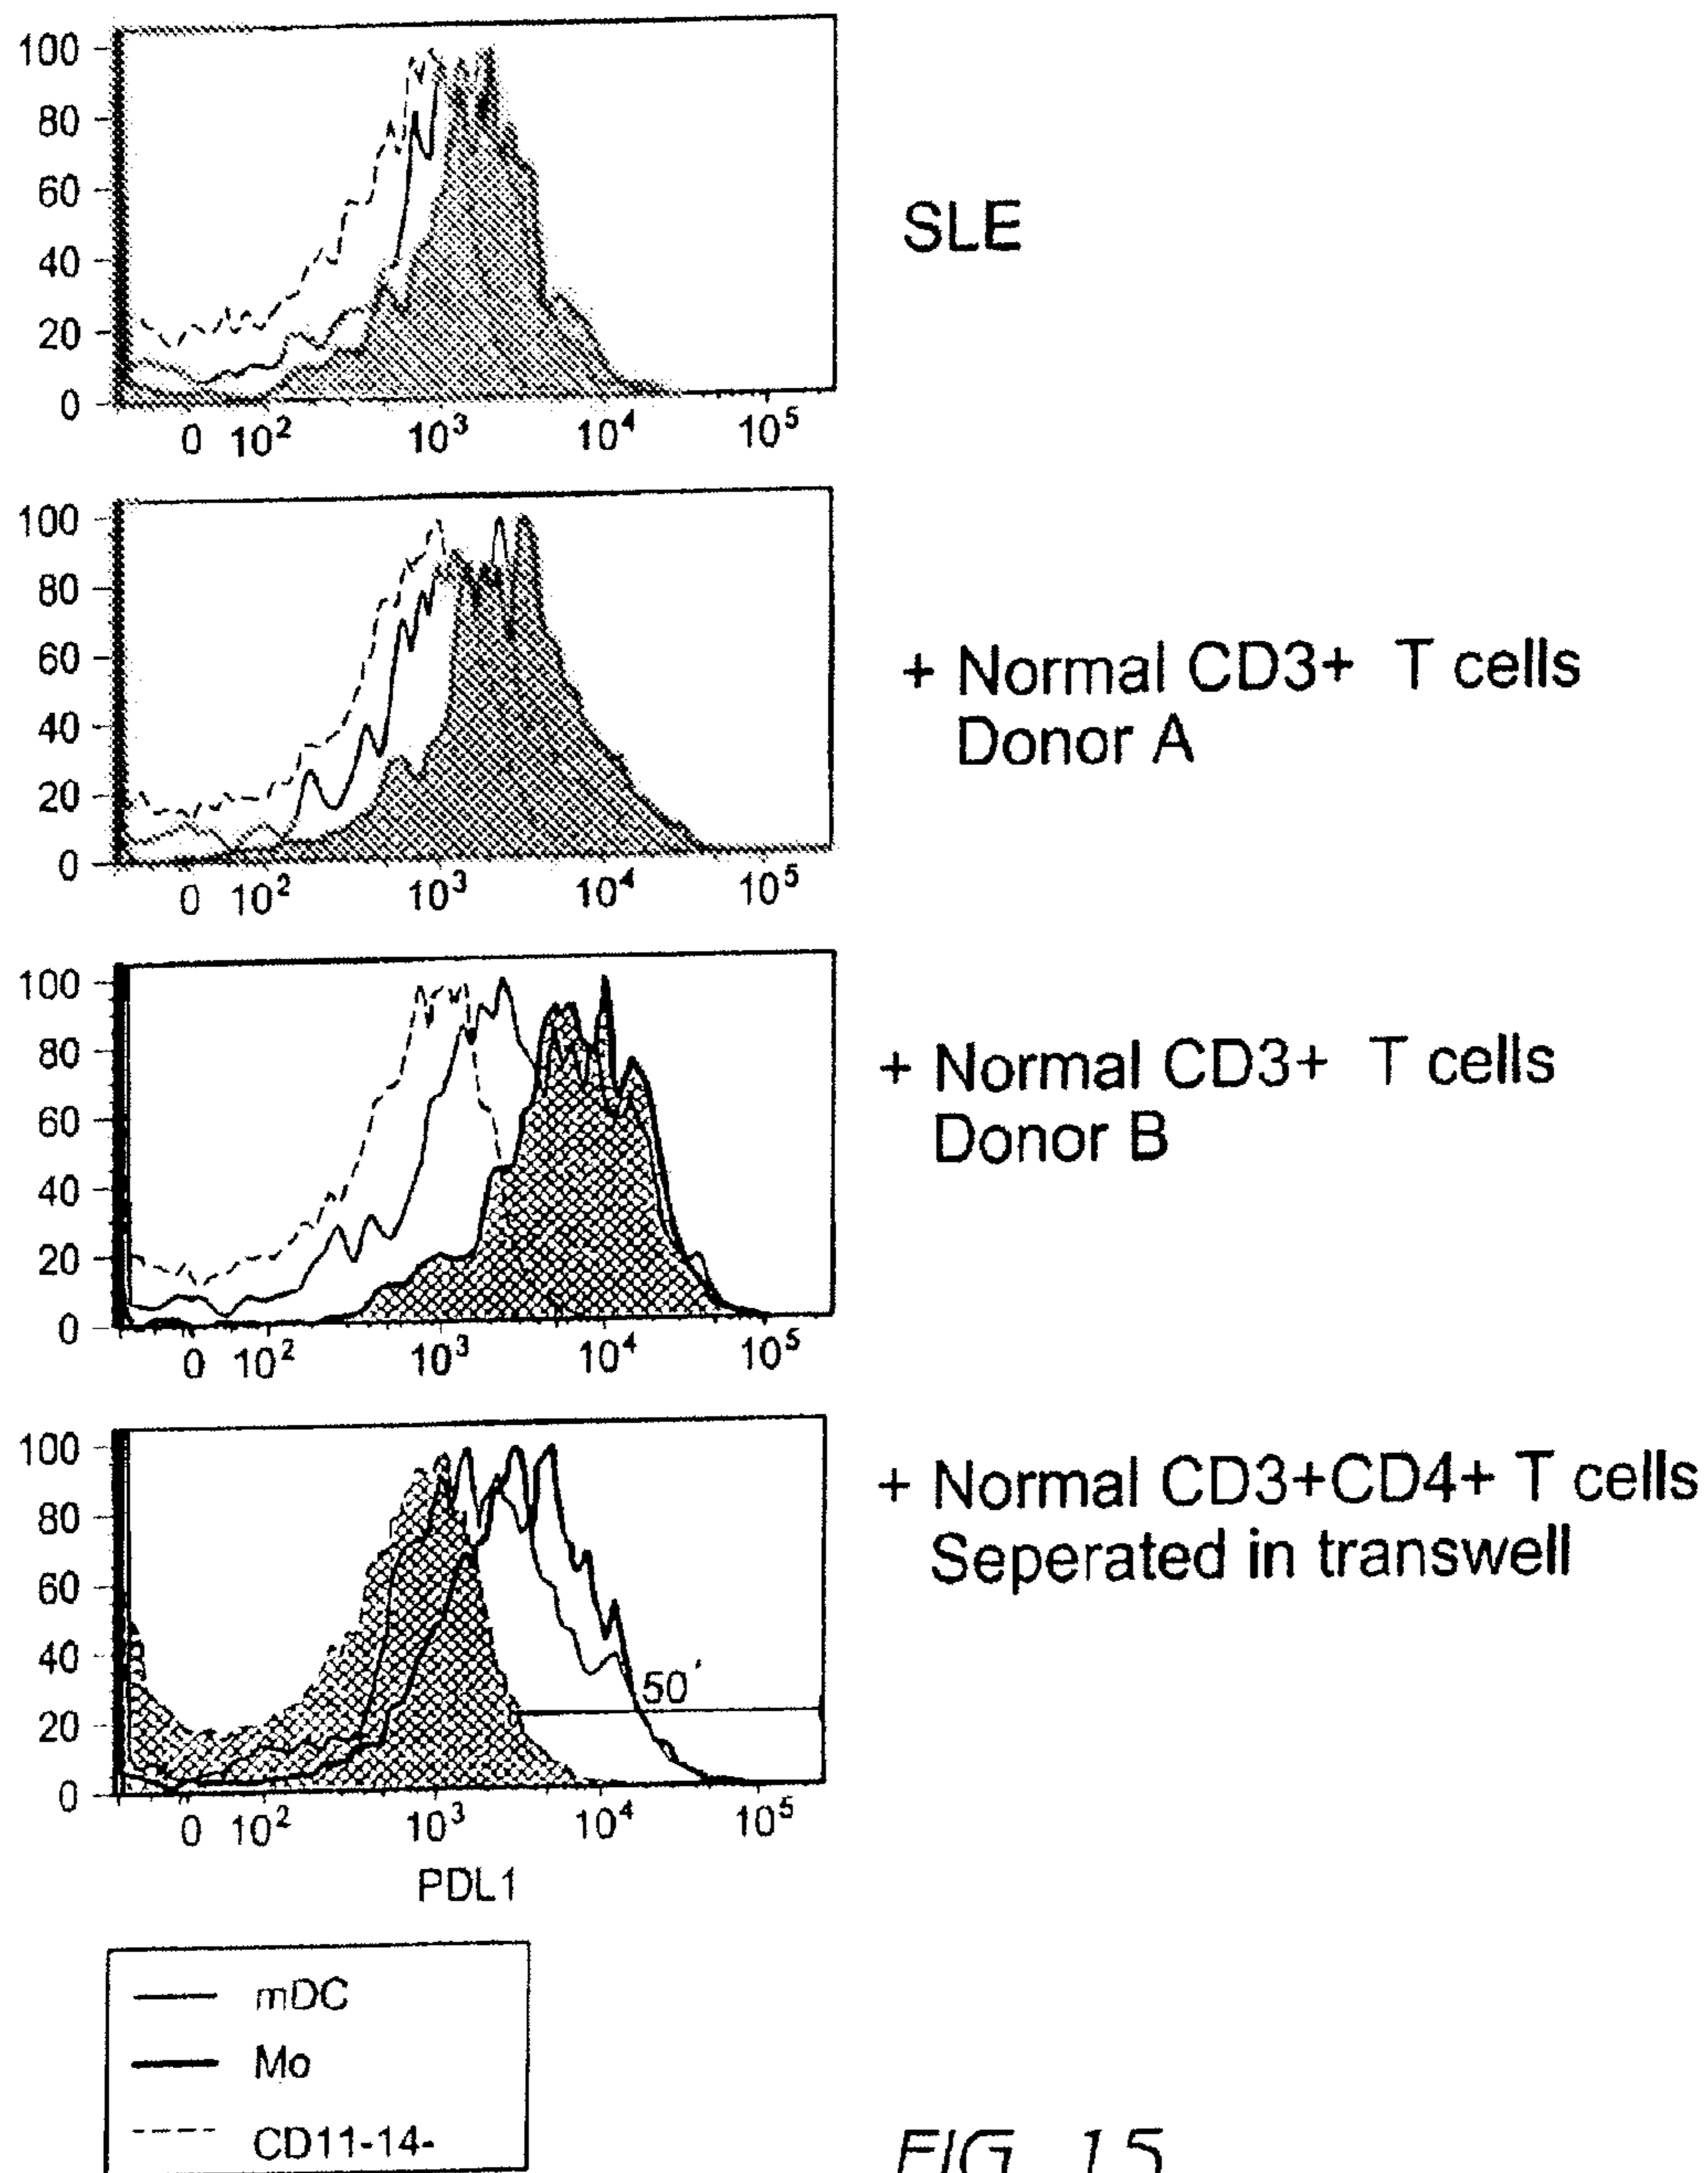 100
80
60
40
20
0
0 10² 10³ 10⁴ 10⁵
SLE
100
80
60
40
20
0
0 10² 10³ 10⁴ 10⁵
+ Normal CD3+ T cells
Donor A
100
80
60
40
20
0
0 10² 10³ 10⁴ 10⁵
+ Normal CD3+ T cells
Donor B
100
80
60
40
20
0
50
0 10² 10³ 10⁴ 10⁵
PDL1
+ Normal CD3+CD4+ T cells
Seperated in transwell
mDC
Mo
CD11-14-
FIG. 15